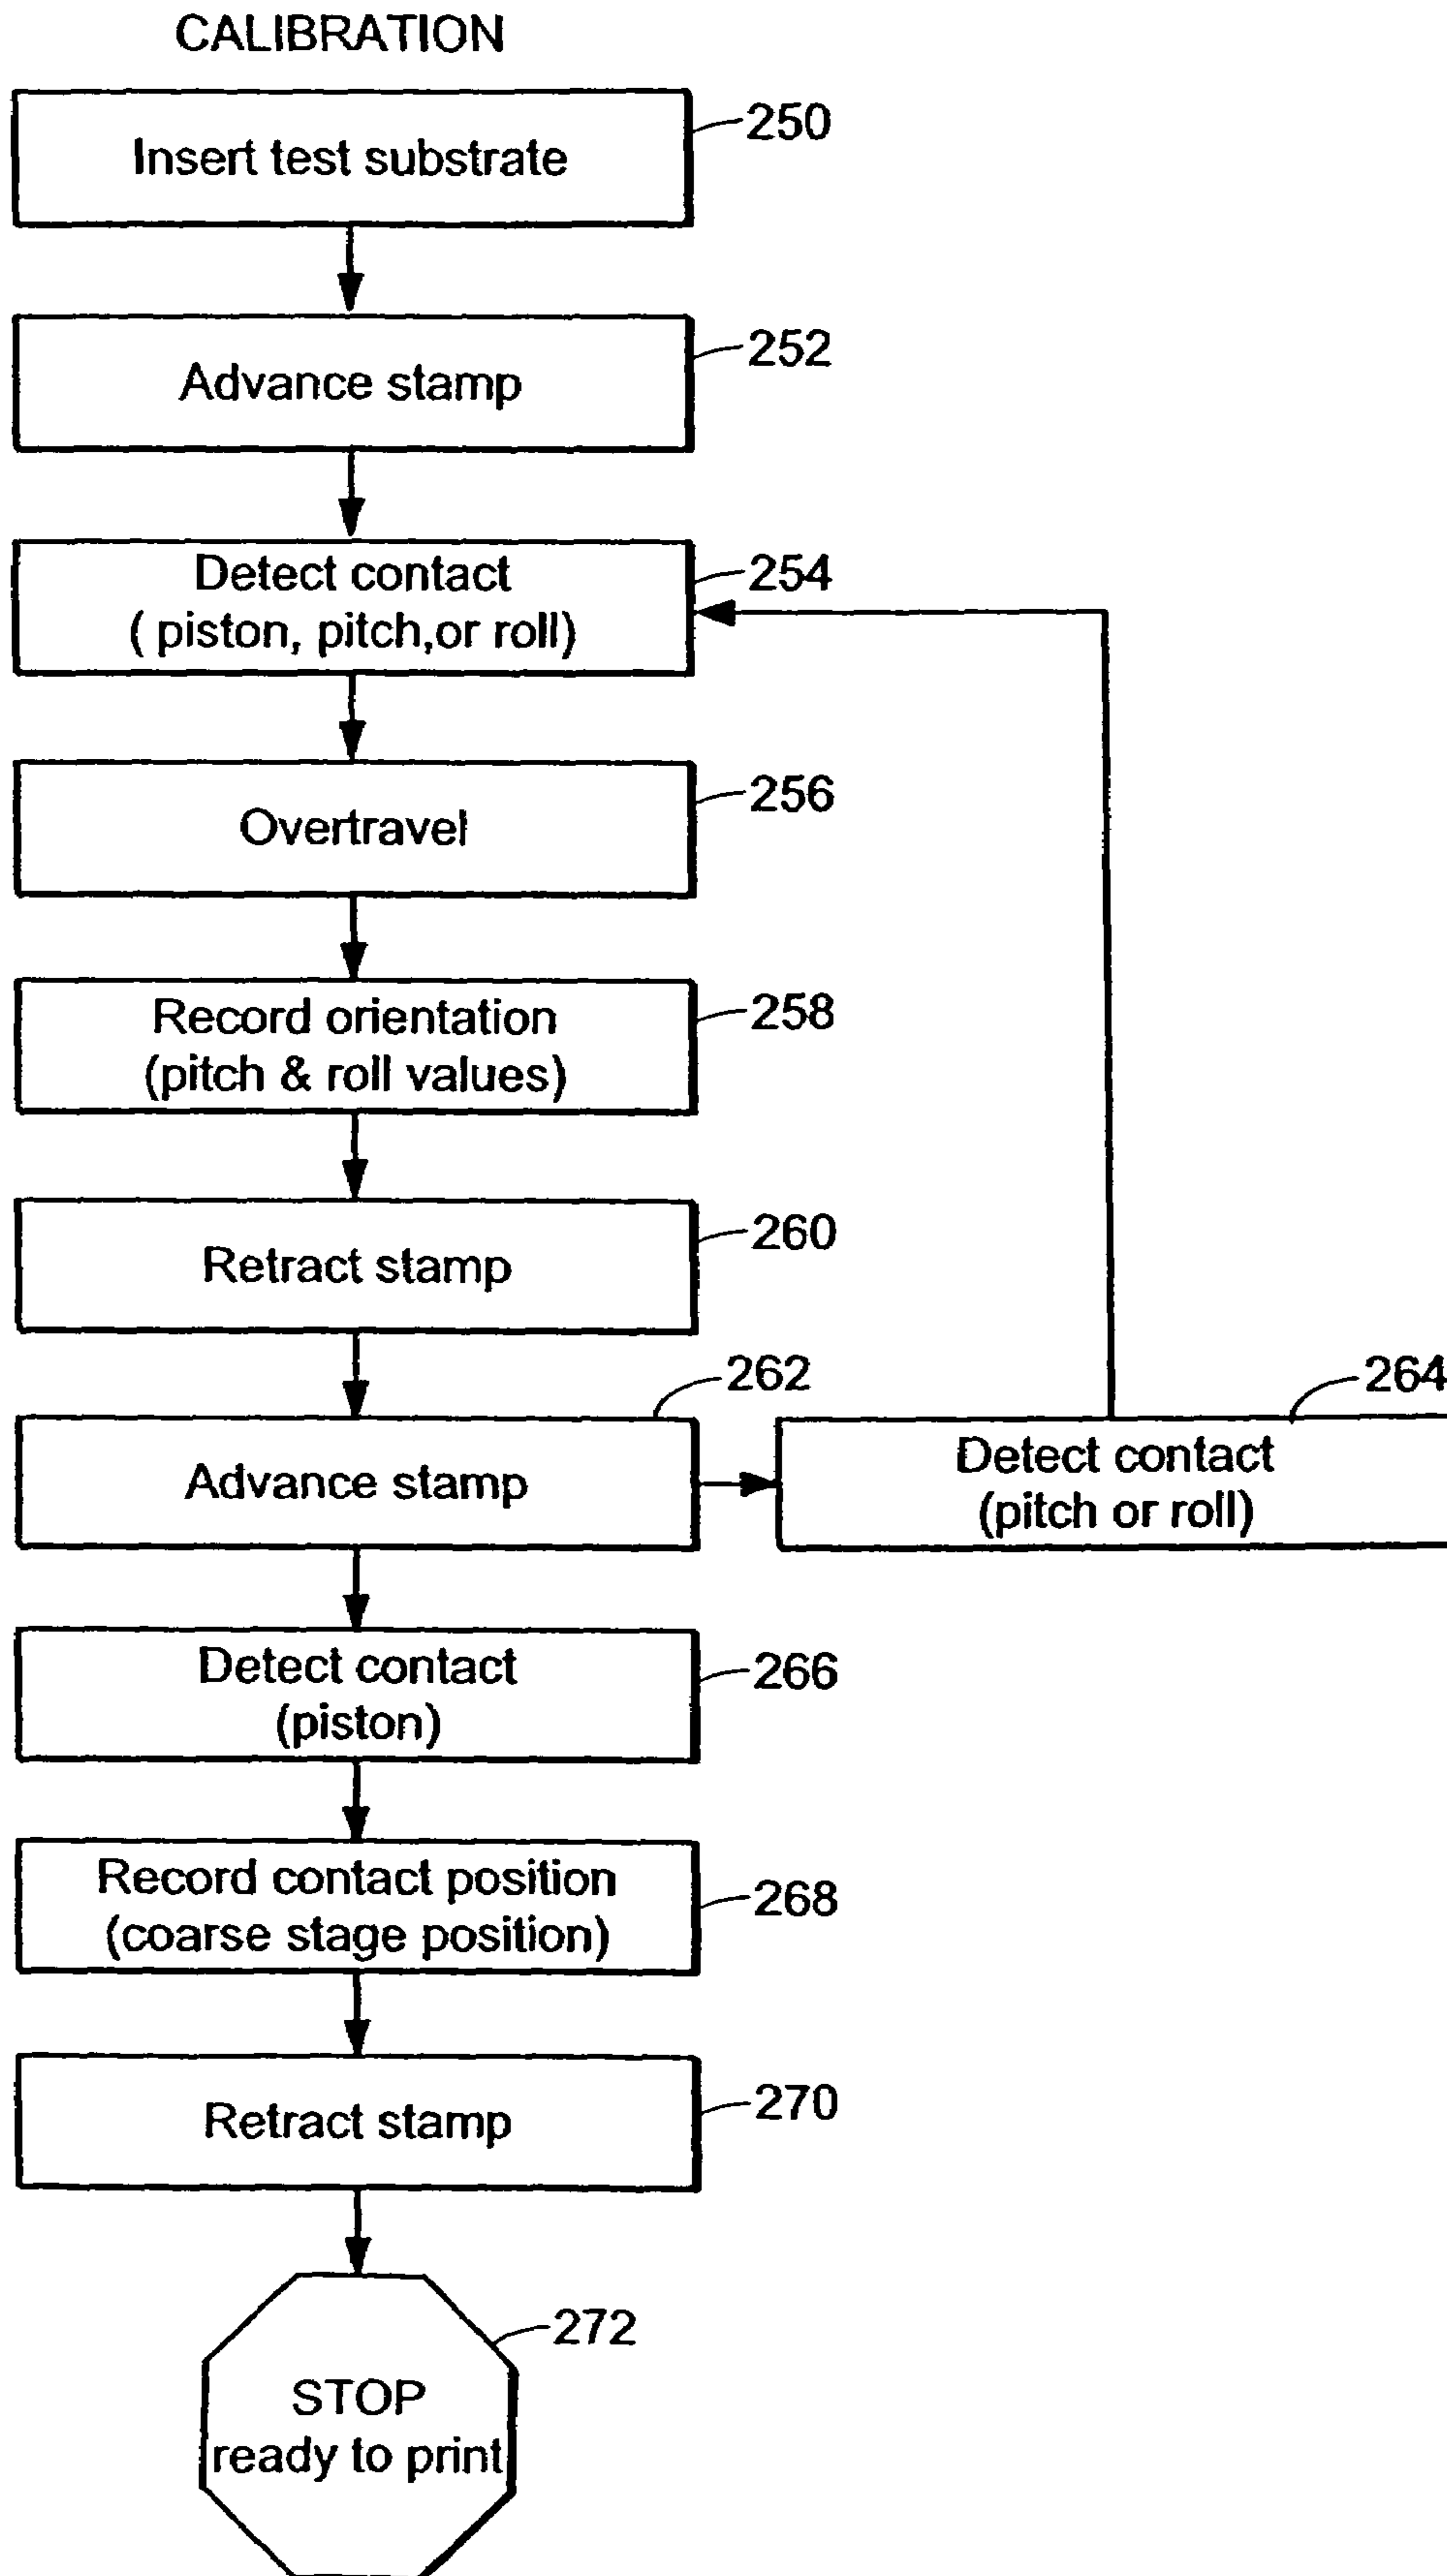 CALIBRATION
Insert test substrate
250
Advance stamp
252
Detect contact
( piston, pitch,or roll)
254
Overtravel
256
Record orientation
(pitch & roll values)
258
Retract stamp
260
Advance stamp
262
Detect contact
(pitch or roll)
264
Detect contact
(piston)
266
Record contact position
(coarse stage position)
268
Retract stamp
270
STOP
ready to print
272